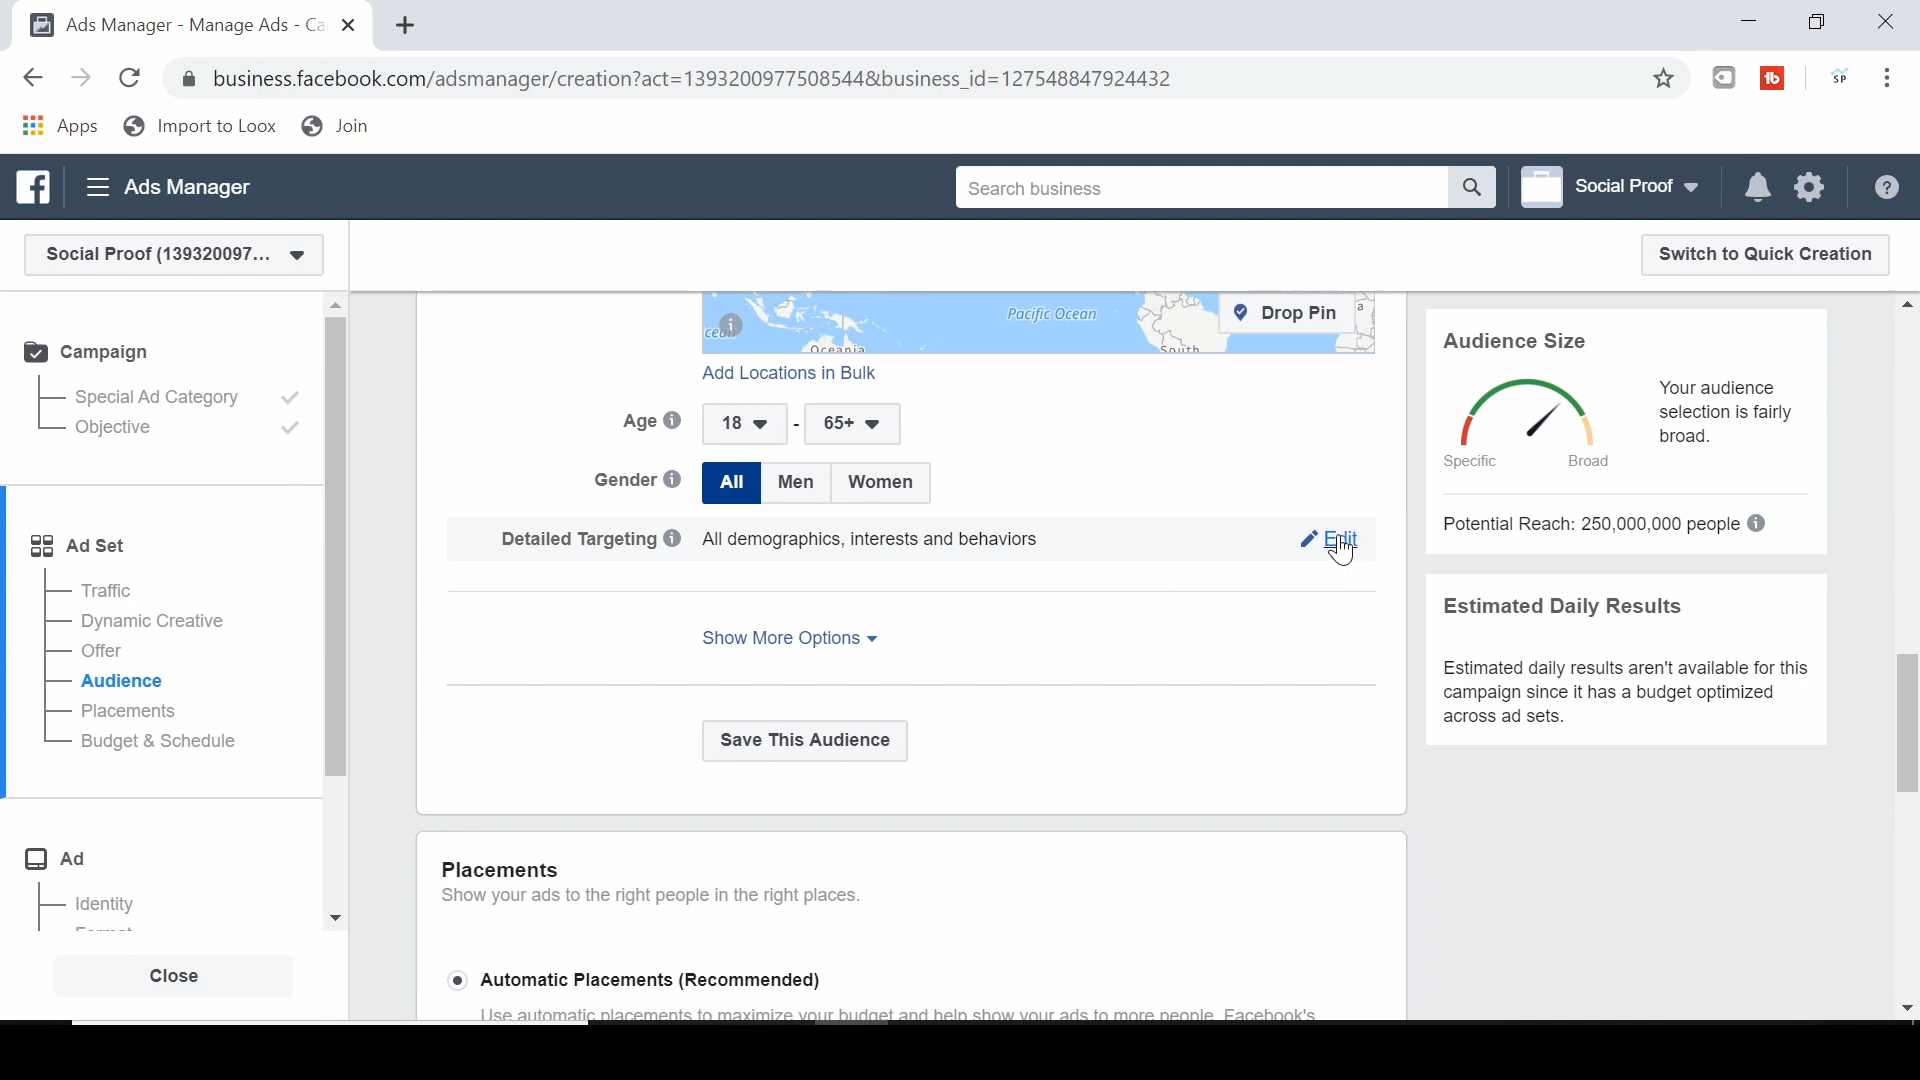 Ads Manager - Manage Ads - Ca
business.facebook.com/adsmanager/creation?act=139320097750854​4&business_id=127548847924432
SP
Apps
Import to Loox
Join
Ads Manager
Search business
Social Proof
Social Proof (139320097...
Switch to Quick Creation
Pacific Ocean
Drop Pin
Oceania
South
Add Locations in Bulk
Age
18
-
65+
Gender
All
Men
Women
Detailed Targeting
All demographics, interests and behaviors
Edit
Show More Options
Save This Audience
Placements
Show your ads to the right people in the right places.
Automatic Placements (Recommended)
Use automatic placements to maximize your budget and help show your ads to more people. Facebook's
Campaign
Special Ad Category
Objective
Ad Set
Traffic
Dynamic Creative
Offer
Audience
Placements
Budget & Schedule
Ad
Identity
Format
Close
Audience Size
Specific
Broad
Your audience
selection is fairly
broad.
Potential Reach: 250,000,000 people
Estimated Daily Results
Estimated daily results aren't available for this
campaign since it has a budget optimized
across ad sets.